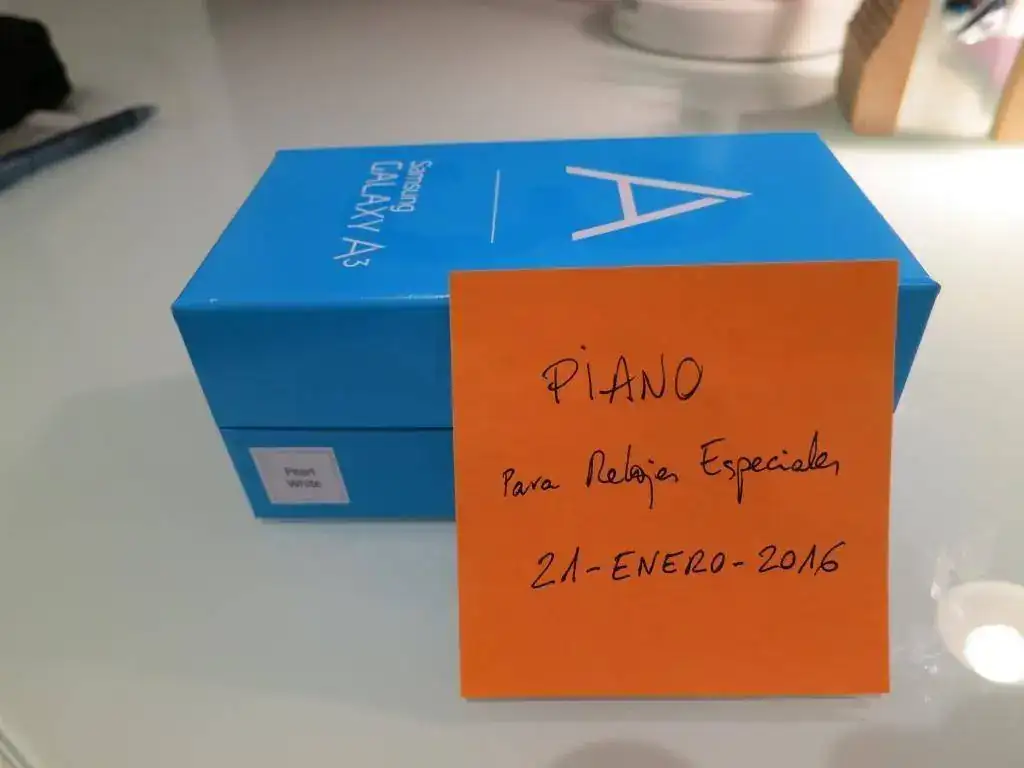 A
Samsung
GALAXY A3
Pearl
White
PiANO
Para Relojes Especiales
21-ENERO-2016